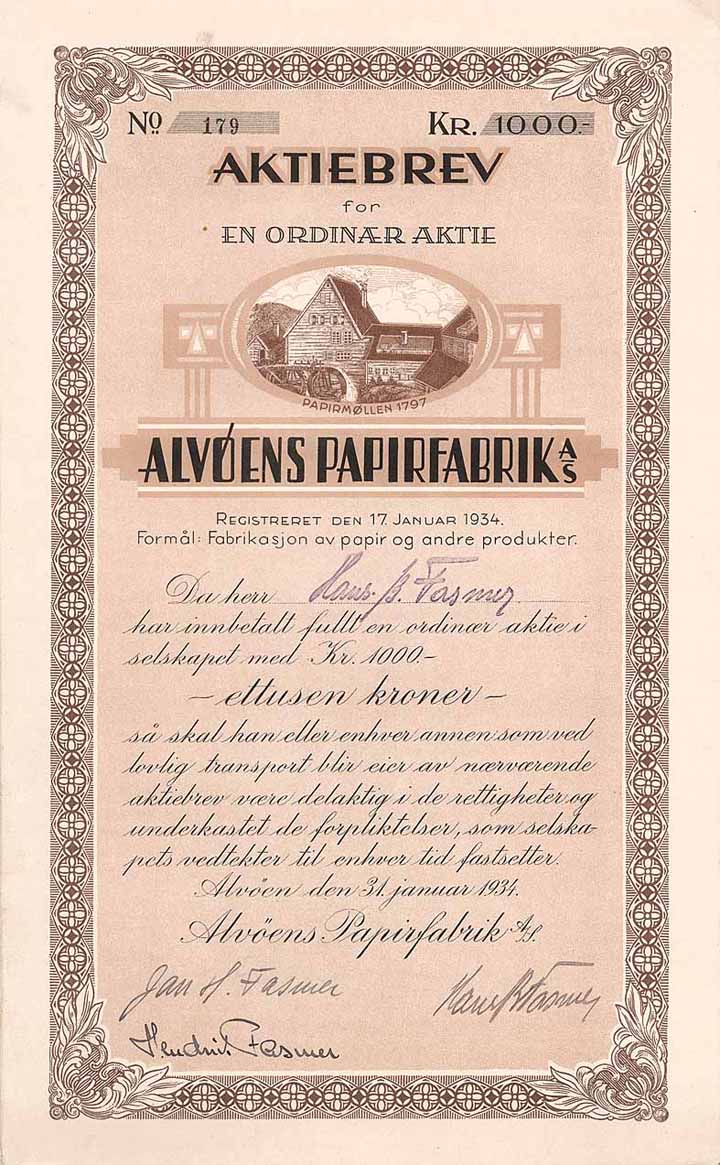 Nº 179 KR. 1000.-
AKTIEBREV
for
EN ORDINÆR AKTIE
PAPIRMØLLEN 1797
ALVØENS PAPIRFABRIK A/S
REGISTRERET DEN 17. JANUAR 1934.
Formål: Fabrikasjon av papir og andre produkter.
Da herr Hans. B. Fasmer
har innbetalt fullt en ordinær aktie i
selskapet med Kr. 1000.-
- ettusen kroner -
så skal han eller enhver annen som ved
lovlig transport blir eier av nærværende
aktiebrev være delaktig i de rettigheter og
underkastet de forpliktelser, som selska-
pets vedtekter til enhver tid fastsetter.
Alvöen den 31. januar 1934.
Alvöens Papirfabrik A/S.
Jan H. Fasmer Hans B Fasmer
Hendrik Fasmer